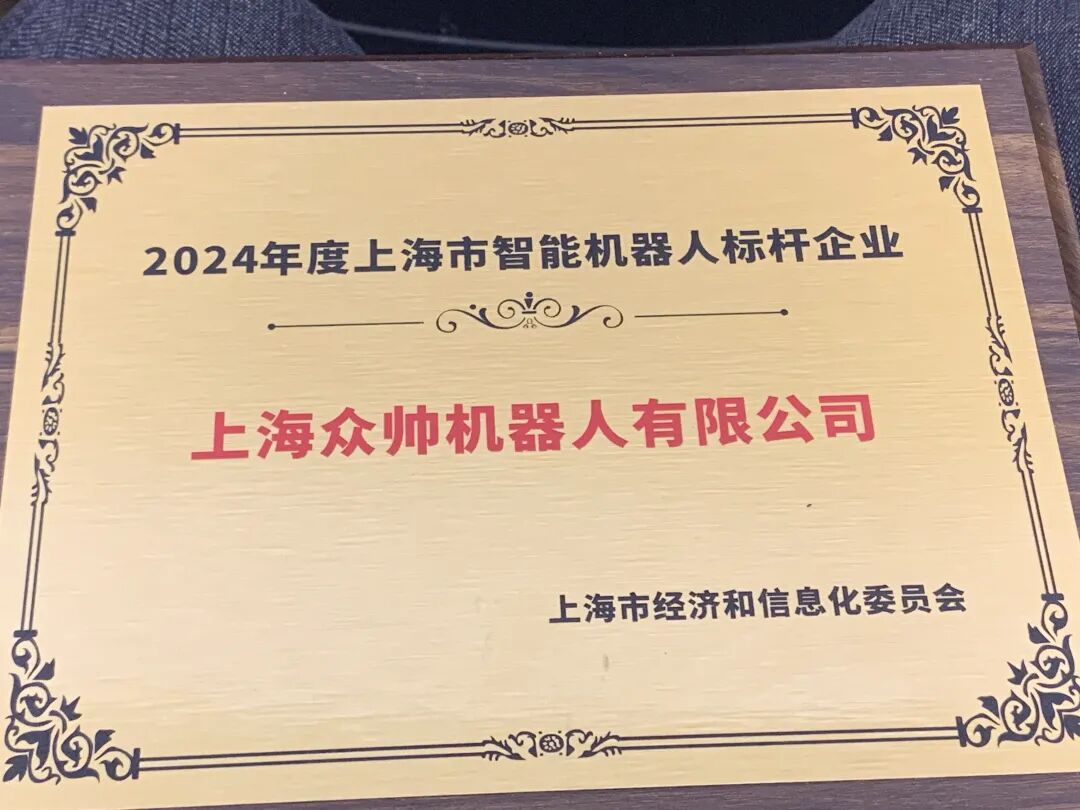 2024年度上海市智能机器人标杆企业
上海众帅机器人有限公司
上海市经济和信息化委员会